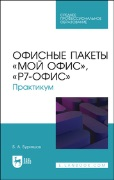 СРЕДНЕЕ
ПРОФЕССИОНАЛЬНОЕ
ОБРАЗОВАНИЕ
ОФИСНЫЕ ПАКЕТЫ
«МОЙ ОФИС»,
«Р7-ОФИС»
Практикум